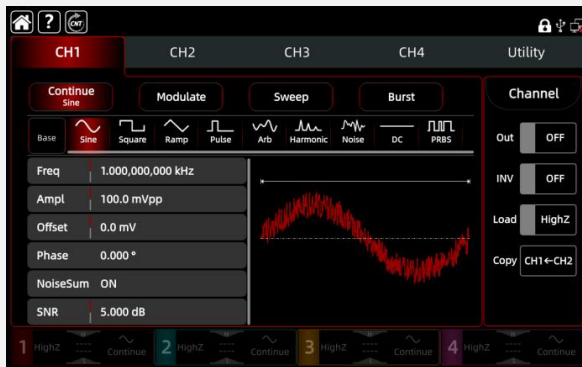 ? CNT
CH1 CH2 CH3 CH4 Utility
Continue
Sine
Modulate Sweep Burst Channel
Base Sine Square Ramp Pulse Arb Harmonic Noise DC PRBS
Out OFF
Freq 1.000,000,000 kHz
INV OFF
Ampl 100.0 mVpp
Offset 0.0 mV
Load HighZ
Phase 0.000 °
Copy CH1←CH2
NoiseSum ON
SNR 5.000 dB
1 HighZ Continue 2 HighZ Continue 3 HighZ Continue 4 HighZ Continue